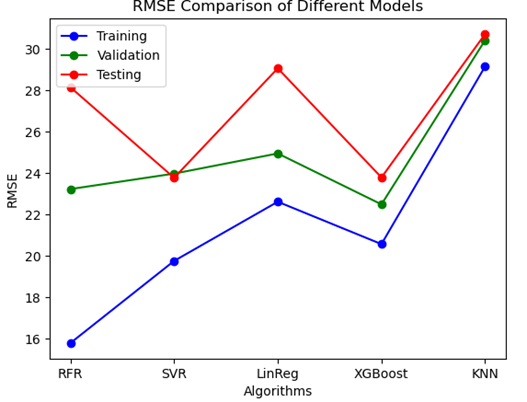 RMSE Comparison of Different Models
Training
Validation
Testing
30
28
26
24
22
20
18
16
RMSE
RFR SVR LinReg XGBoost KNN
Algorithms